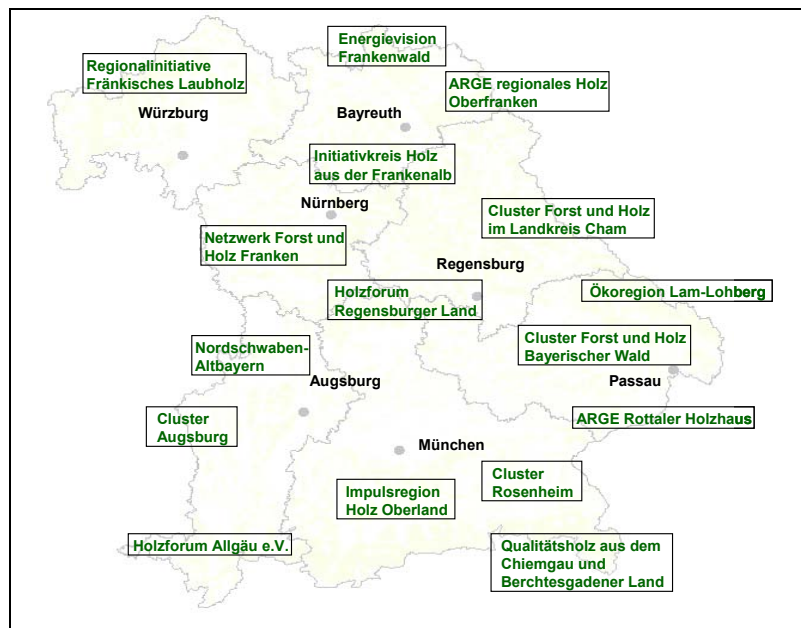 Energievision
Frankenwald
Regionalinitiative
Fränkisches Laubholz
ARGE regionales Holz
Oberfranken
Würzburg
Bayreuth
Initiativkreis Holz
aus der Frankenalb
Nürnberg
Cluster Forst und Holz
im Landkreis Cham
Netzwerk Forst und
Holz Franken
Regensburg
Holzforum
Regensburger Land
Ökoregion Lam-Lohberg
Nordschwaben-
Altbayern
Cluster Forst und Holz
Bayerischer Wald
Augsburg
Passau
Cluster
Augsburg
ARGE Rottaler Holzhaus
München
Cluster
Rosenheim
Impulsregion
Holz Oberland
Holzforum Allgäu e.V.
Qualitätsholz aus dem
Chiemgau und
Berchtesgadener Land